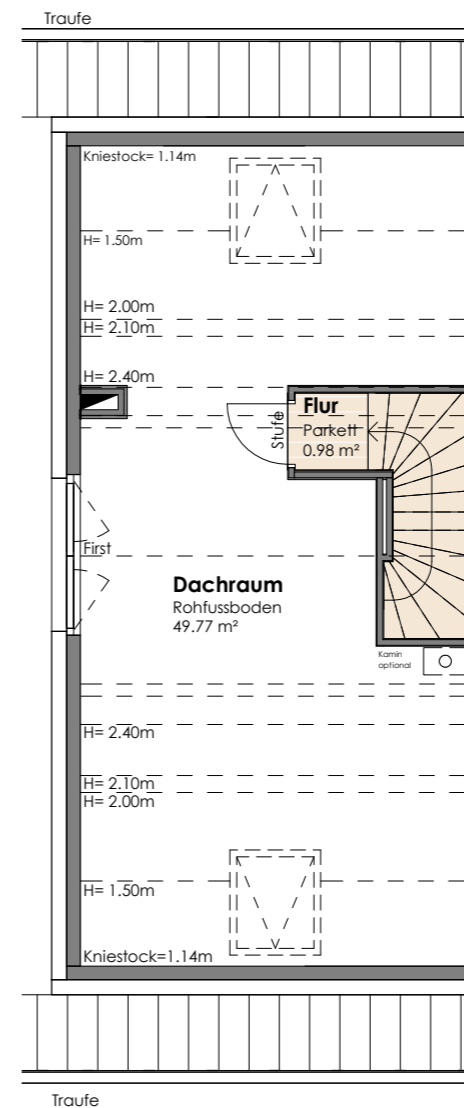 Traufe
Kniestock= 1.14m
H= 1.50m
H= 2.00m
H= 2.10m
H= 2.40m
Flur
Parkett
0.98 m²
Stufe
First
Dachraum
Rohfussboden
49.77 m²
Kamin
optional
H= 2.40m
H= 2.10m
H= 2.00m
H= 1.50m
Kniestock=1.14m
Traufe